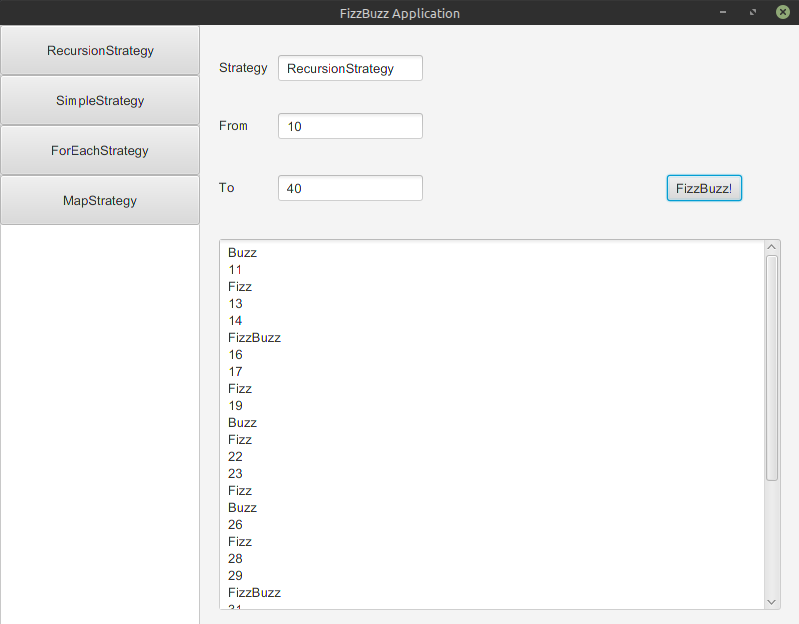 FizzBuzz Application
RecursionStrategy
SimpleStrategy
ForEachStrategy
MapStrategy
Strategy RecursionStrategy
From 10
To 40 FizzBuzz!
Buzz
11
Fizz
13
14
FizzBuzz
16
17
Fizz
19
Buzz
Fizz
22
23
Fizz
Buzz
26
Fizz
28
29
FizzBuzz
31